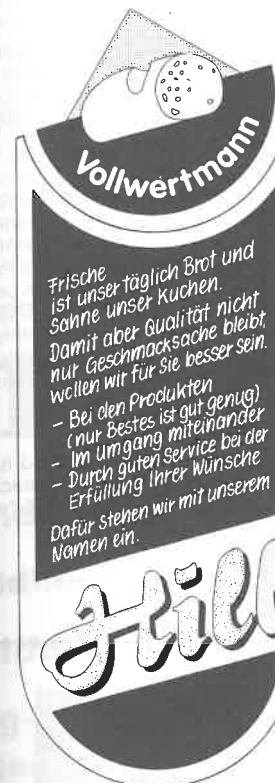 Vollwertmann
Frische
ist unser täglich Brot und
Sahne unser Kuchen.
Damit aber Qualität nicht
nur Geschmacksache bleibt,
wollen wir für Sie besser sein.
- Bei den Produkten
(nur Bestes ist gut genug)
- Im Umgang miteinander
- Durch guten Service bei der
Erfüllung Ihrer Wünsche
Dafür stehen wir mit unserem
Namen ein.